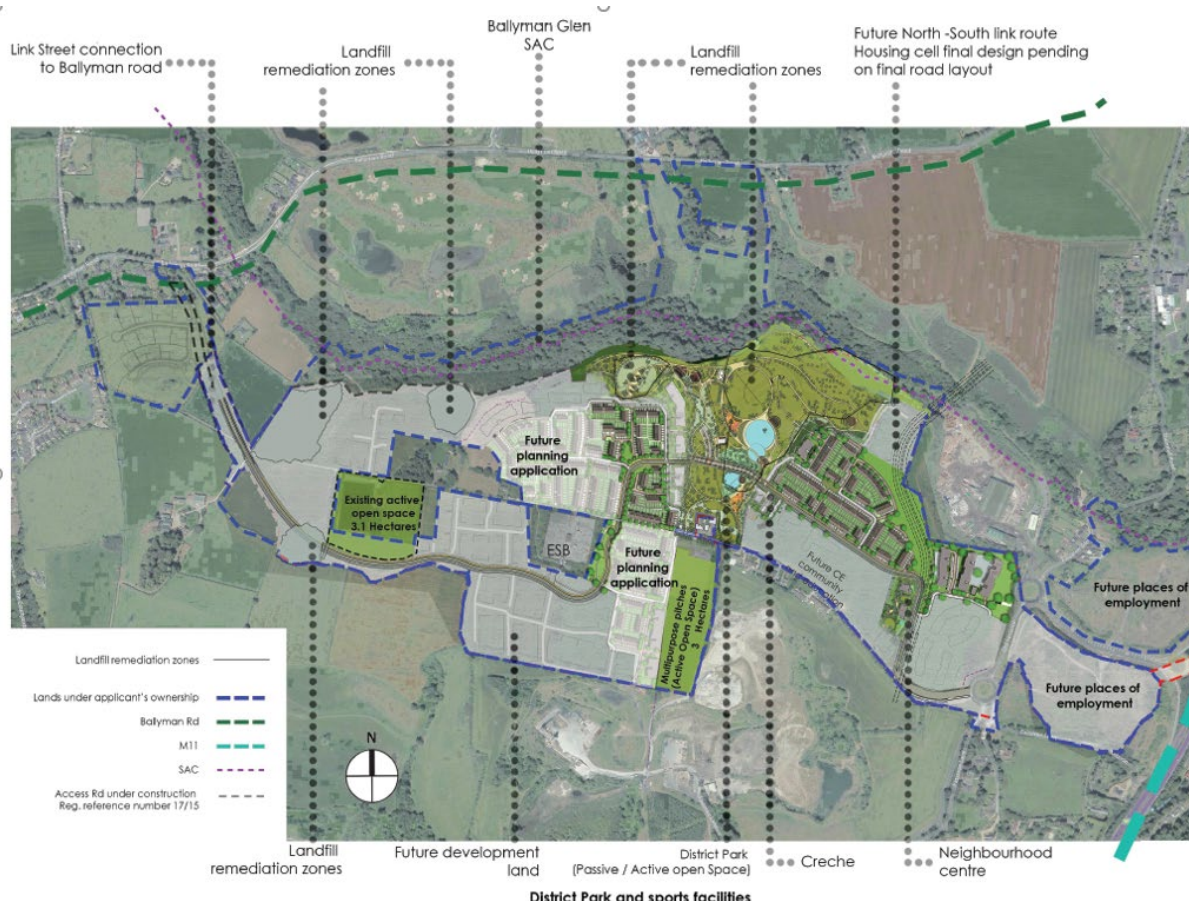 Link Street connection
to Ballyman road
Landfill
remediation zones
Ballyman Glen
SAC
Landfill
remediation zones
Future North -South link route
Housing cell final design pending
on final road layout
Future
planning
application
Existing active
open space
3.1 Hectares
ESB
Future
planning
application
Multipurpose pitches
(Active Open Space)
3
Hectares
Future CE
community
Future places of
employment
Future places of
employment
Landfill remediation zones
Lands under applicant's ownership
Ballyman Rd
M11
SAC
Access Rd under construction
Reg. reference number 17/15
N
Landfill
remediation zones
Future development
land
District Park
(Passive / Active open Space)
Creche
Neighbourhood
centre
District Park and sports facilities